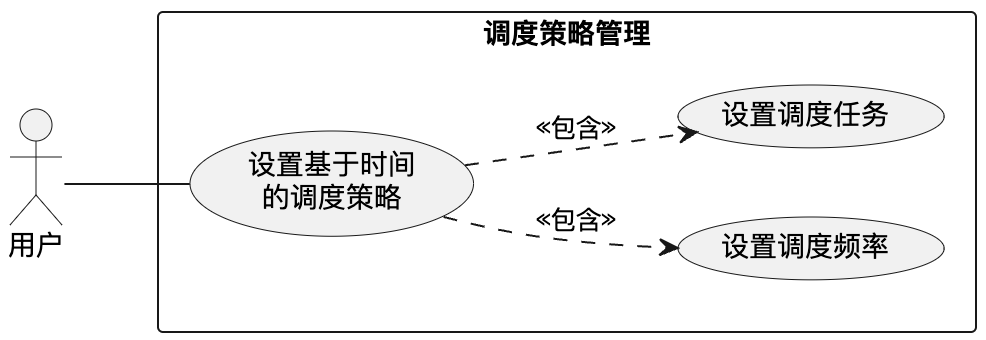 调度策略管理
用户
设置基于时间
的调度策略
«包含»
设置调度任务
«包含»
设置调度频率